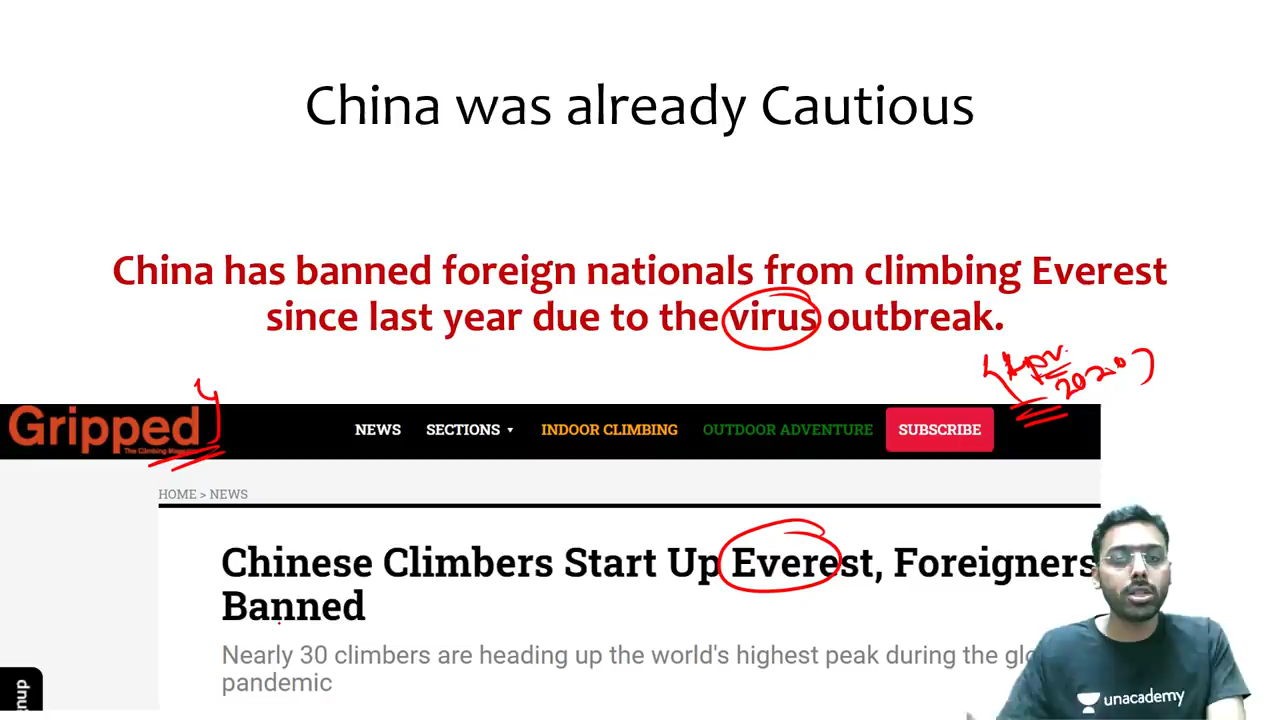 China was already Cautious
China has banned foreign nationals from climbing Everest
since last year due to the virus outbreak.
Apr.
2020
Gripped
The Climbing Magazine
NEWS SECTIONS INDOOR CLIMBING OUTDOOR ADVENTURE SUBSCRIBE
HOME > NEWS
Chinese Climbers Start Up Everest, Foreigners
Banned
Nearly 30 climbers are heading up the world's highest peak during the
pandemic
unacademy